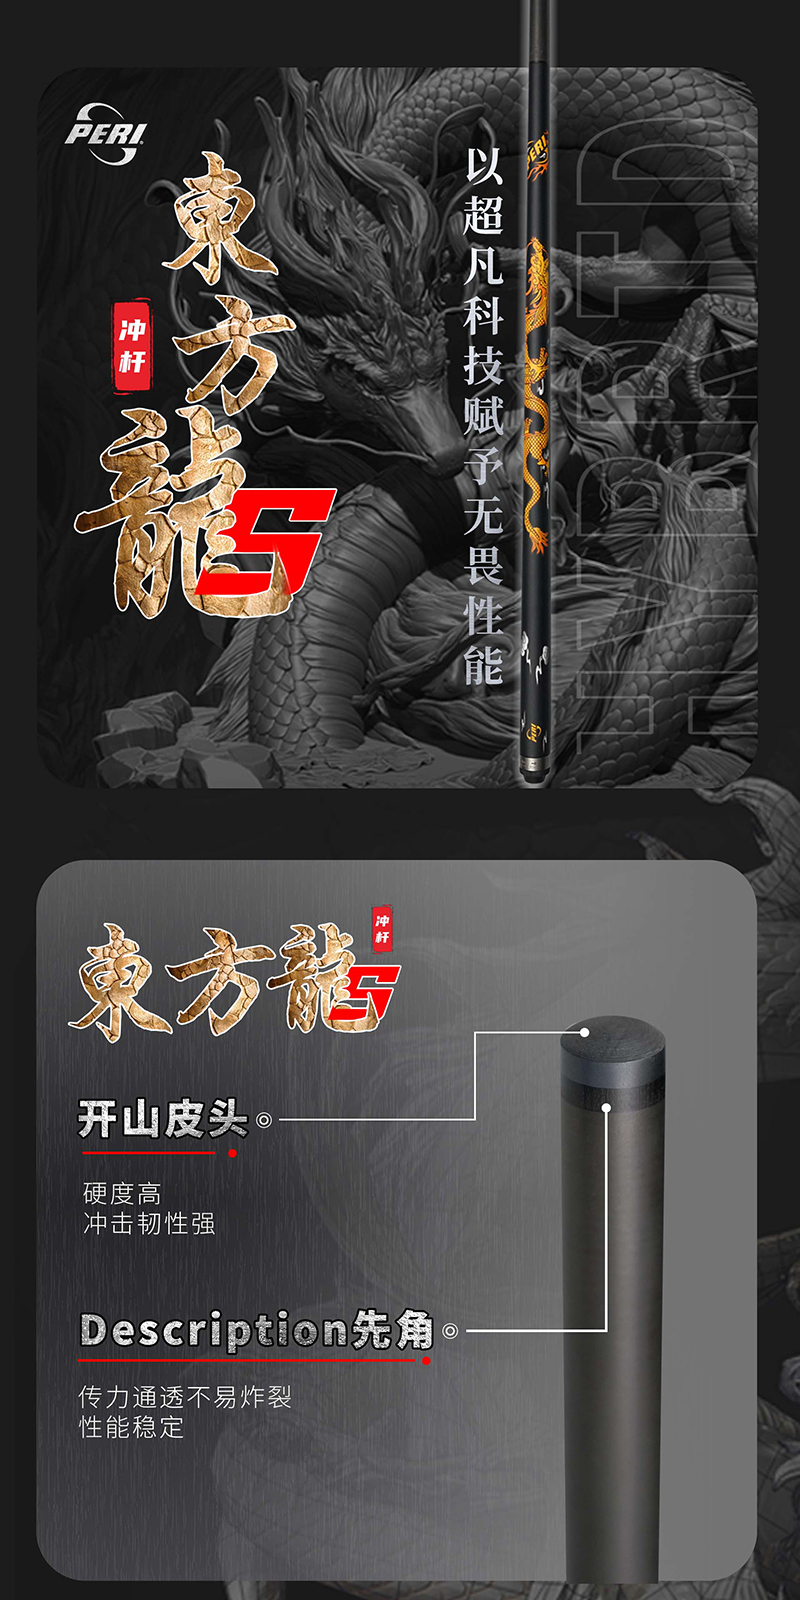 PERI
東方龍S
冲杆
以超凡科技赋予无畏性能
PERI
PERI
東方龍S
冲杆
开山皮头
硬度高
冲击韧性强
Description先角
传力通透不易炸裂
性能稳定